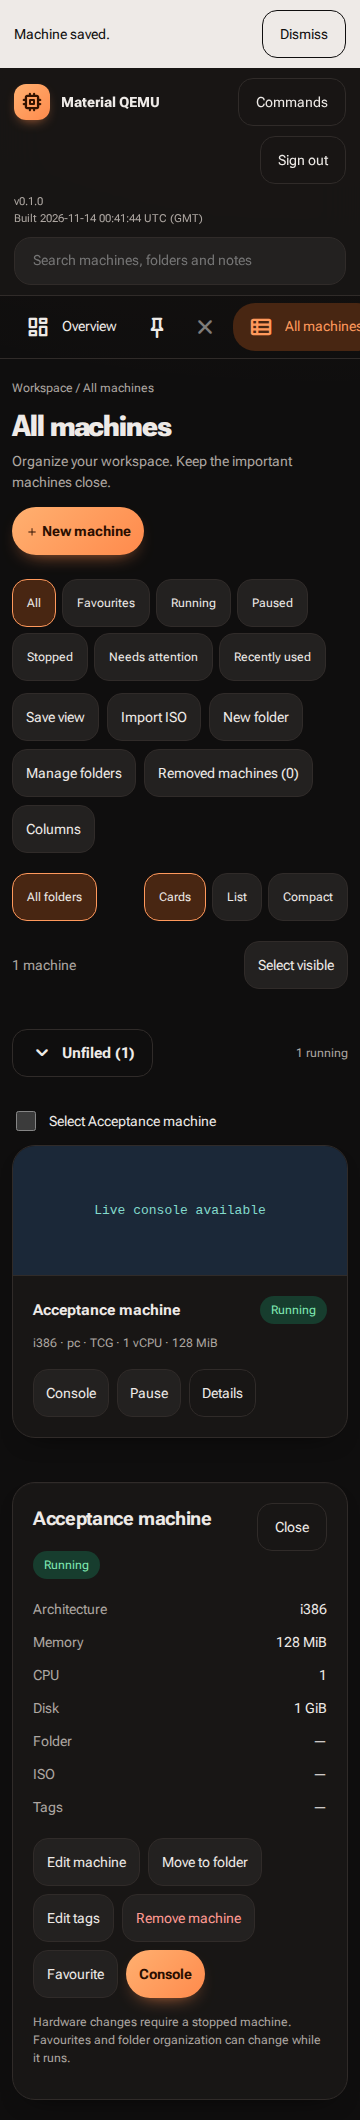 Machine saved.
Dismiss
Material QEMU
Commands
Sign out
v0.1.0
Built 2026-11-14 00:41:44 UTC (GMT)
Search machines, folders and notes
Overview
All machines
Workspace / All machines
All machines
Organize your workspace. Keep the important
machines close.
+ New machine
All
Favourites
Running
Paused
Stopped
Needs attention
Recently used
Save view
Import ISO
New folder
Manage folders
Removed machines (0)
Columns
All folders
Cards
List
Compact
1 machine
Select visible
Unfiled (1)
1 running
Select Acceptance machine
Live console available
Acceptance machine
Running
i386 · pc · TCG · 1 vCPU · 128 MiB
Console
Pause
Details
Acceptance machine
Close
Running
Architecture i386
Memory 128 MiB
CPU 1
Disk 1 GiB
Folder —
ISO —
Tags —
Edit machine
Move to folder
Edit tags
Remove machine
Favourite
Console
Hardware changes require a stopped machine.
Favourites and folder organization can change while
it runs.